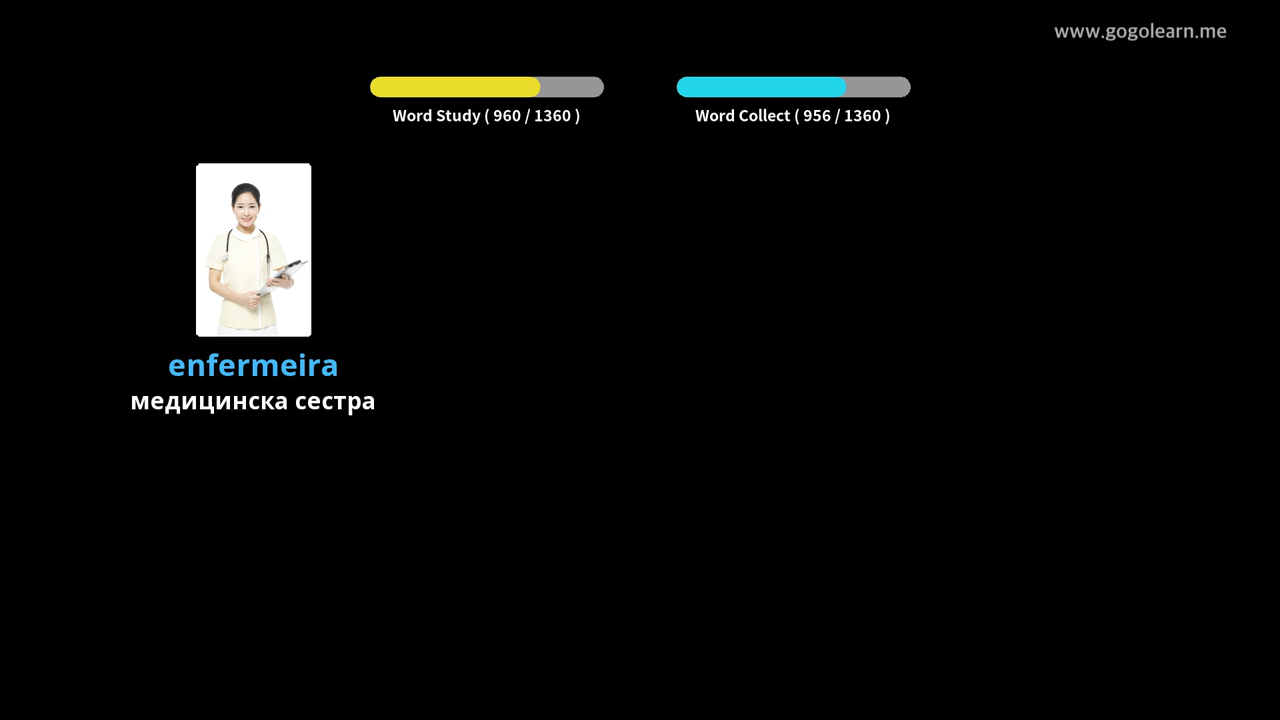 www.gogolearn.me
Word Study ( 960 / 1360 )
Word Collect ( 956 / 1360 )
enfermeira
медицинска сестра